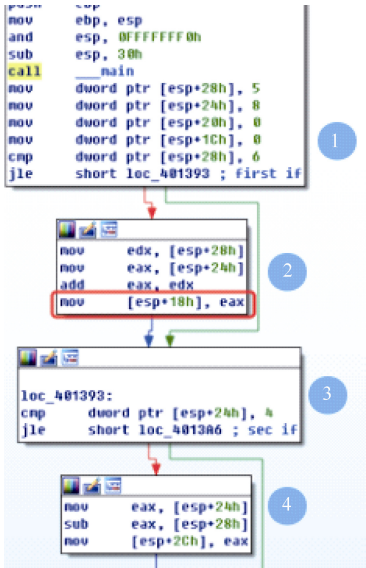 mov ebp, esp
and esp, 0FFFFFFF0h
sub esp, 30h
call ___main
mov dword ptr [esp+28h], 5
mov dword ptr [esp+24h], 8
mov dword ptr [esp+20h], 0
mov dword ptr [esp+1Ch], 0
cmp dword ptr [esp+28h], 6
jle short loc_401393 ; first if
1
mov edx, [esp+28h]
mov eax, [esp+24h]
add eax, edx
mov [esp+18h], eax
2
loc_401393:
cmp dword ptr [esp+24h], 4
jle short loc_4013A6 ; sec if
3
mov eax, [esp+24h]
sub eax, [esp+28h]
mov [esp+2Ch], eax
4